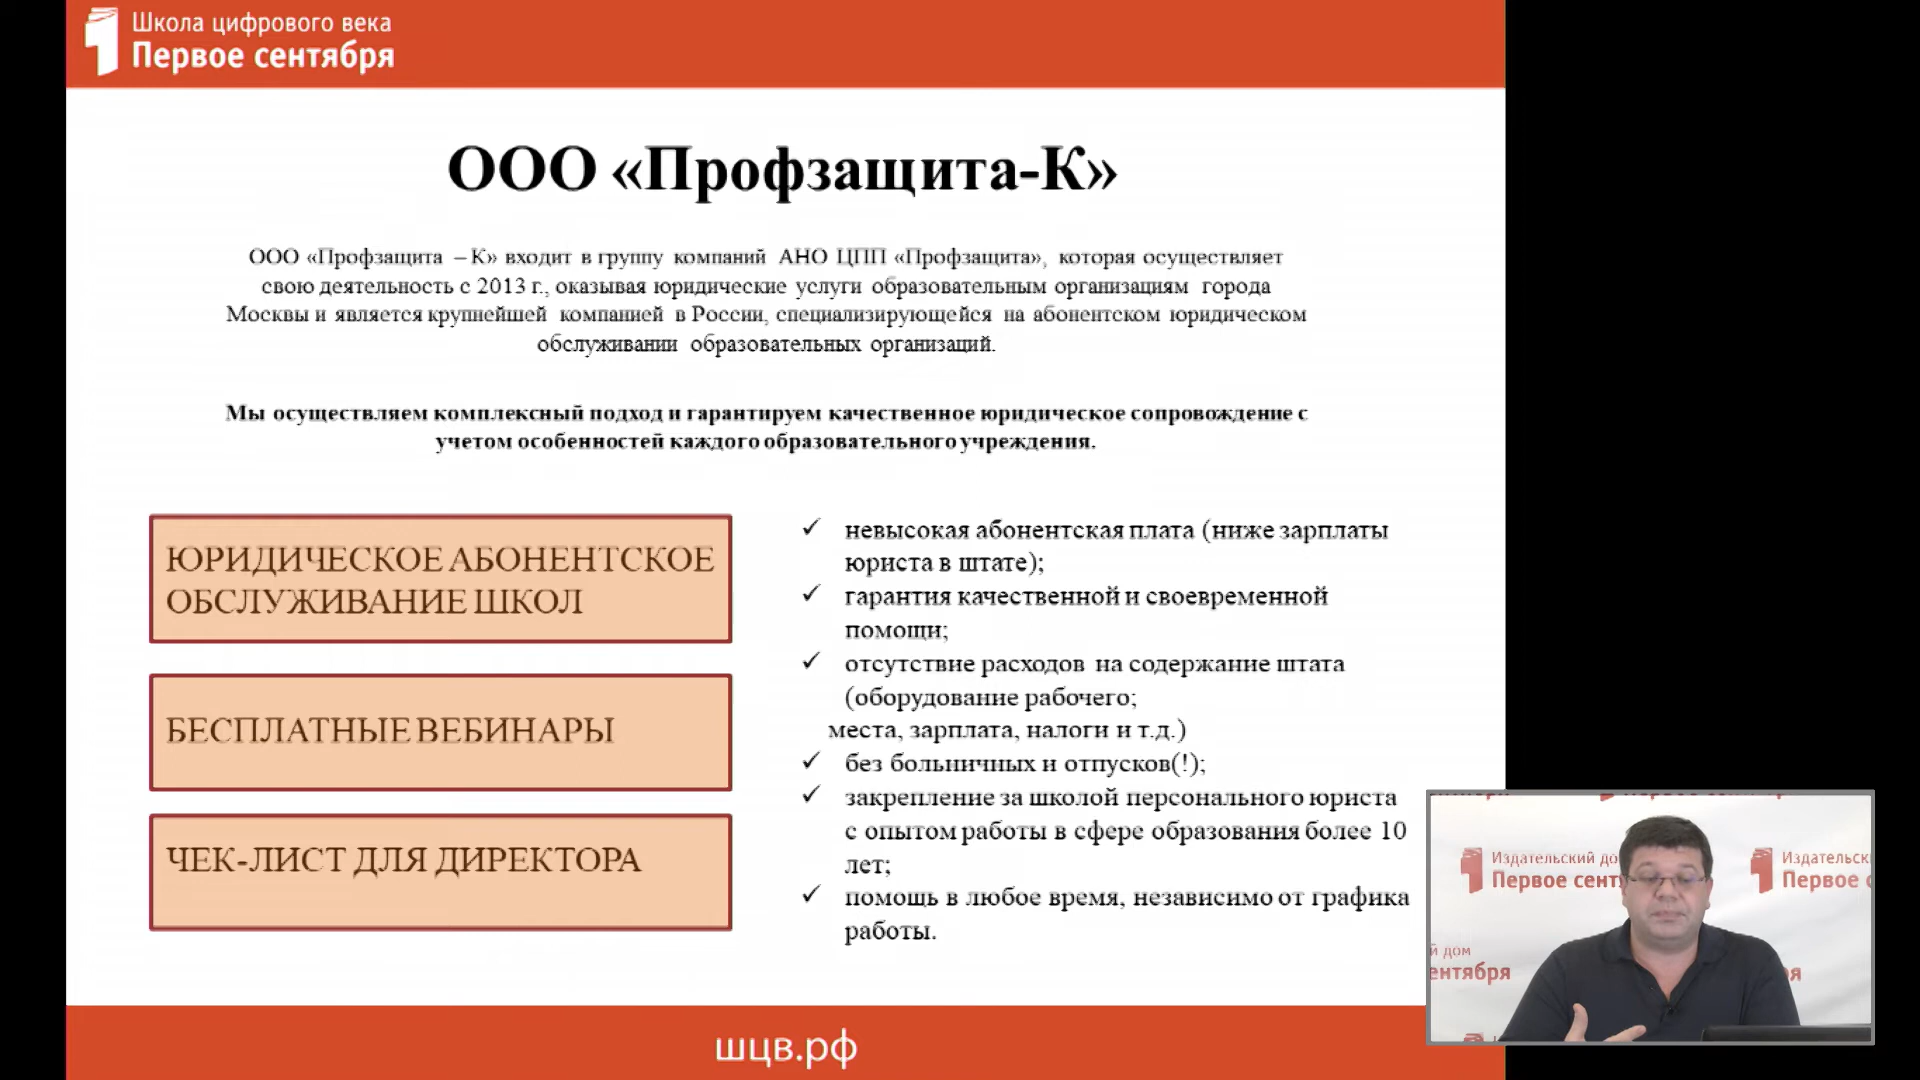 Школа цифрового века
Первое сентября
ООО «Профзащита-К»
ООО «Профзащита – К» входит в группу компаний АНО ЦПП «Профзащита», которая осуществляет
свою деятельность с 2013 г., оказывая юридические услуги образовательным организациям города
Москвы и является крупнейшей компанией в России, специализирующейся на абонентском юридическом
обслуживании образовательных организаций.
Мы осуществляем комплексный подход и гарантируем качественное юридическое сопровождение с
учетом особенностей каждого образовательного учреждения.
ЮРИДИЧЕСКОЕ АБОНЕНТСКОЕ
ОБСЛУЖИВАНИЕ ШКОЛ
БЕСПЛАТНЫЕ ВЕБИНАРЫ
ЧЕК-ЛИСТ ДЛЯ ДИРЕКТОРА
✓ невысокая абонентская плата (ниже зарплаты
юриста в штате);
✓ гарантия качественной и своевременной
помощи;
✓ отсутствие расходов на содержание штата
(оборудование рабочего;
места, зарплата, налоги и т.д.)
✓ без больничных и отпусков(!);
✓ закрепление за школой персонального юриста
с опытом работы в сфере образования более 10
лет;
✓ помощь в любое время, независимо от графика
работы.
Издательский до
Первое сент
Издательск
Первое с
й дом
ентября
ря
шцв.рф